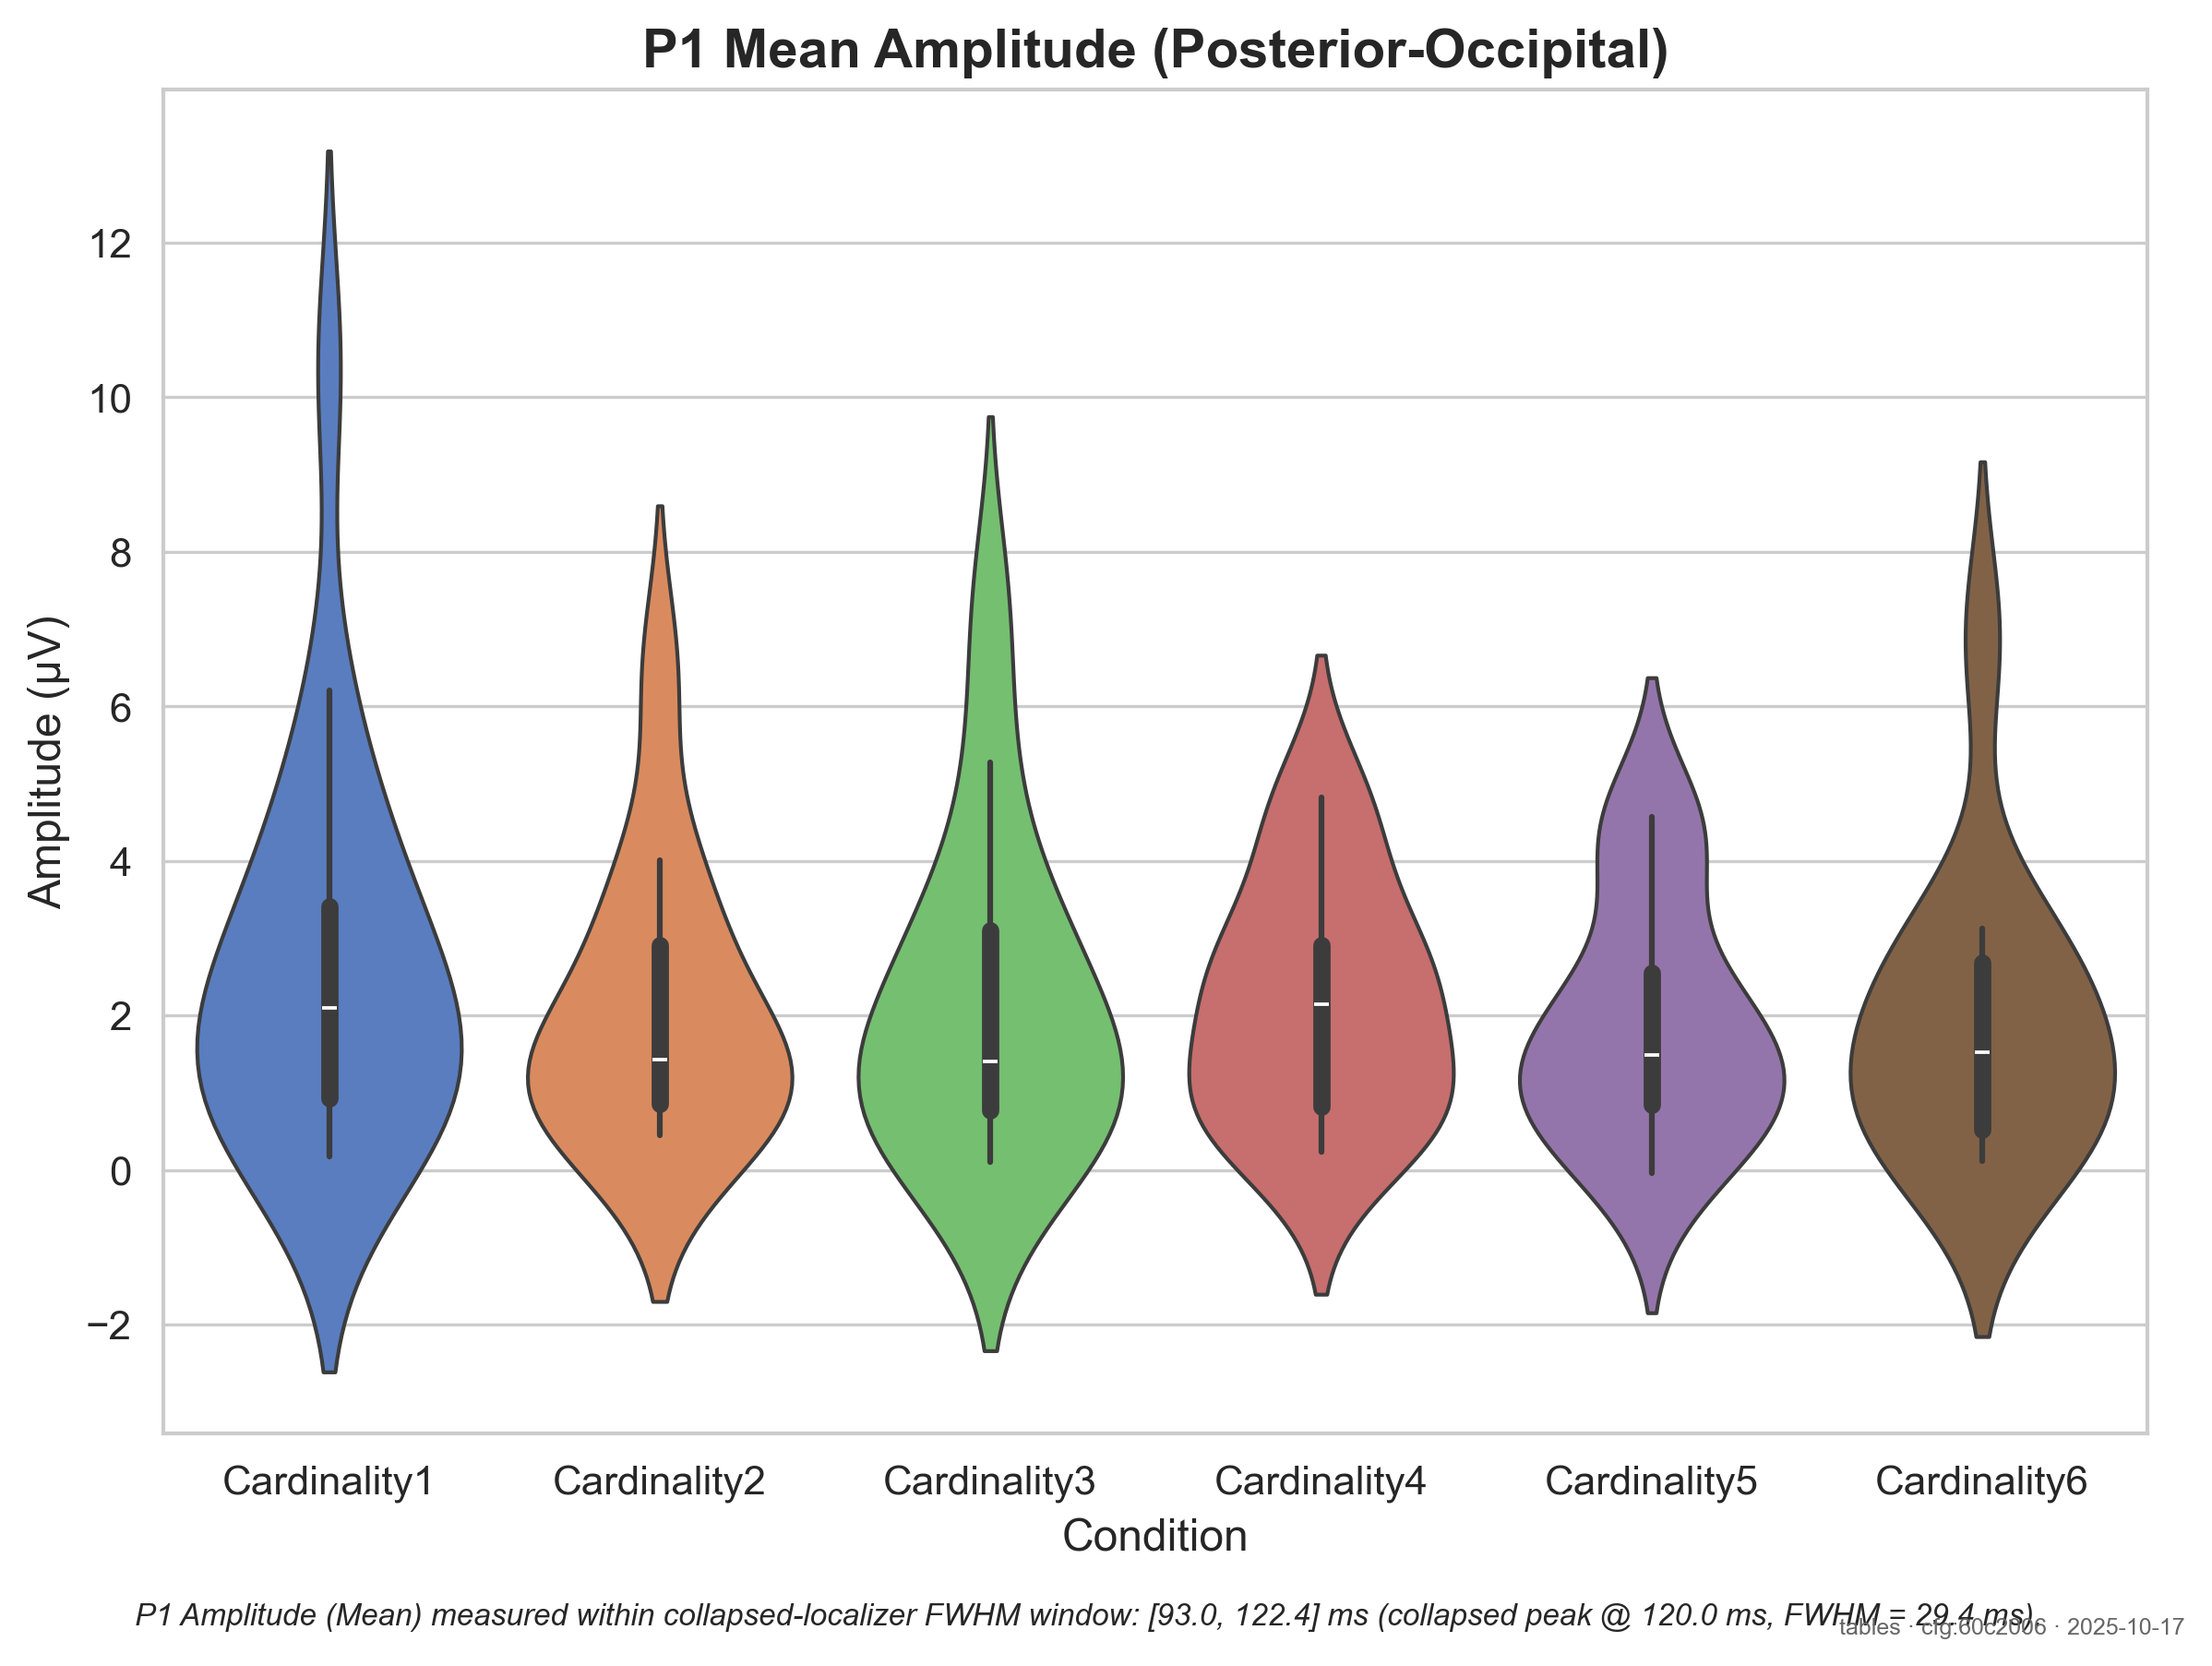 P1 Mean Amplitude (Posterior-Occipital)
Amplitude (µV)
12
10
8
6
4
2
0
−2
Cardinality1 Cardinality2 Cardinality3 Cardinality4 Cardinality5 Cardinality6
Condition
P1 Amplitude (Mean) measured within collapsed-localizer FWHM window: [93.0, 122.4] ms (collapsed peak @ 120.0 ms, FWHM = 29.4 ms).
tables · cfg:60c2006 · 2025-10-17